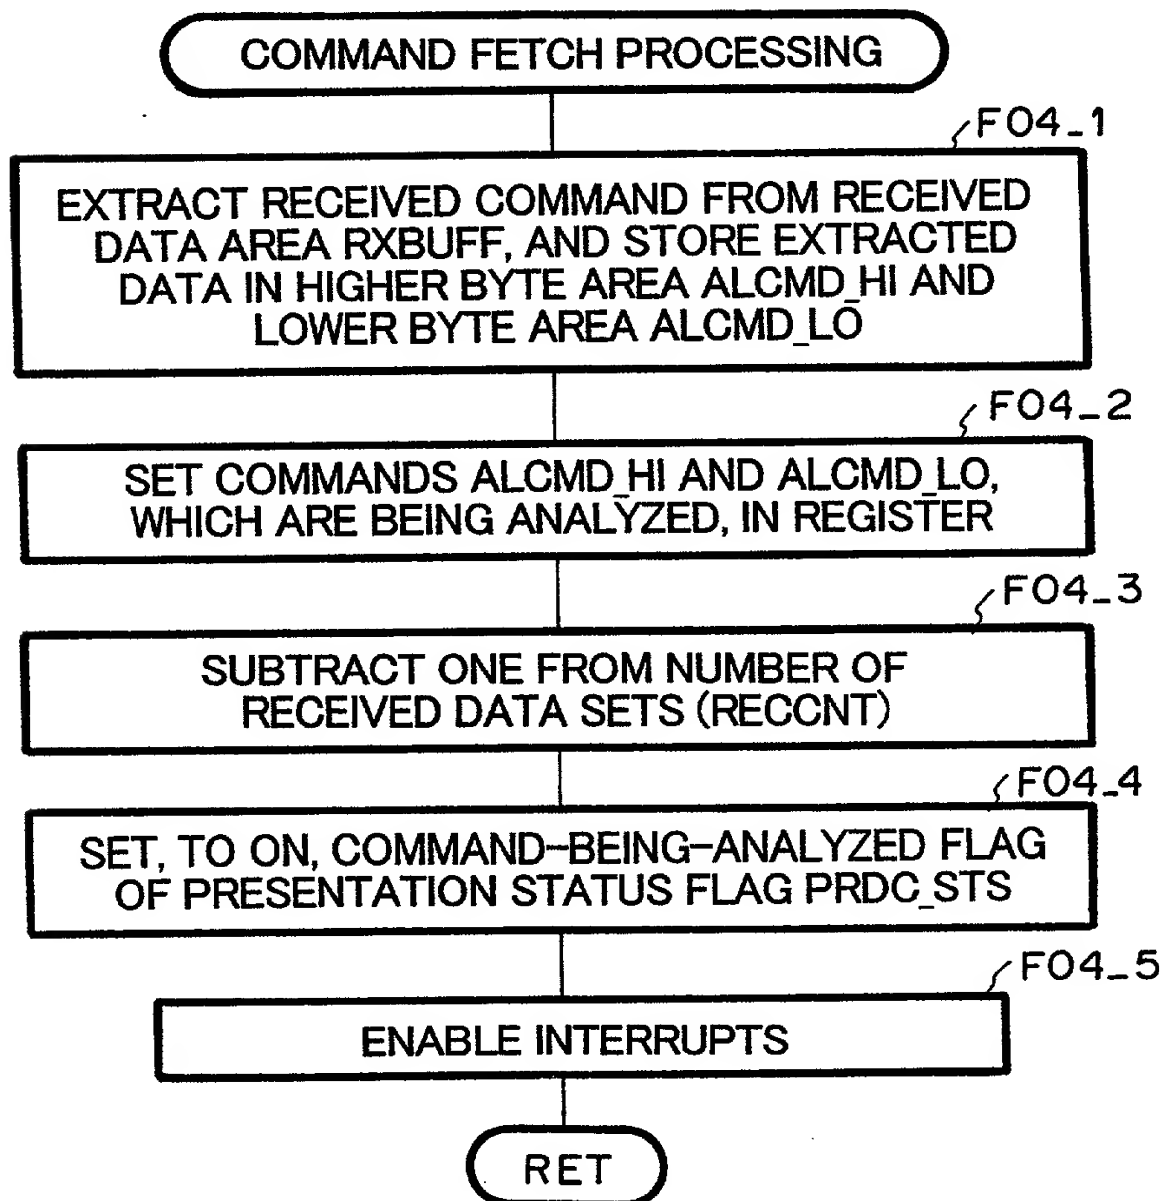 COMMAND FETCH PROCESSING
F04_1
EXTRACT RECEIVED COMMAND FROM RECEIVED
DATA AREA RXBUFF, AND STORE EXTRACTED
DATA IN HIGHER BYTE AREA ALCMD_HI AND
LOWER BYTE AREA ALCMD_LO
F04_2
SET COMMANDS ALCMD_HI AND ALCMD_LO,
WHICH ARE BEING ANALYZED, IN REGISTER
F04_3
SUBTRACT ONE FROM NUMBER OF
RECEIVED DATA SETS (RECCNT)
F04_4
SET, TO ON, COMMAND-BEING-ANALYZED FLAG
OF PRESENTATION STATUS FLAG PRDC_STS
F04_5
ENABLE INTERRUPTS
RET